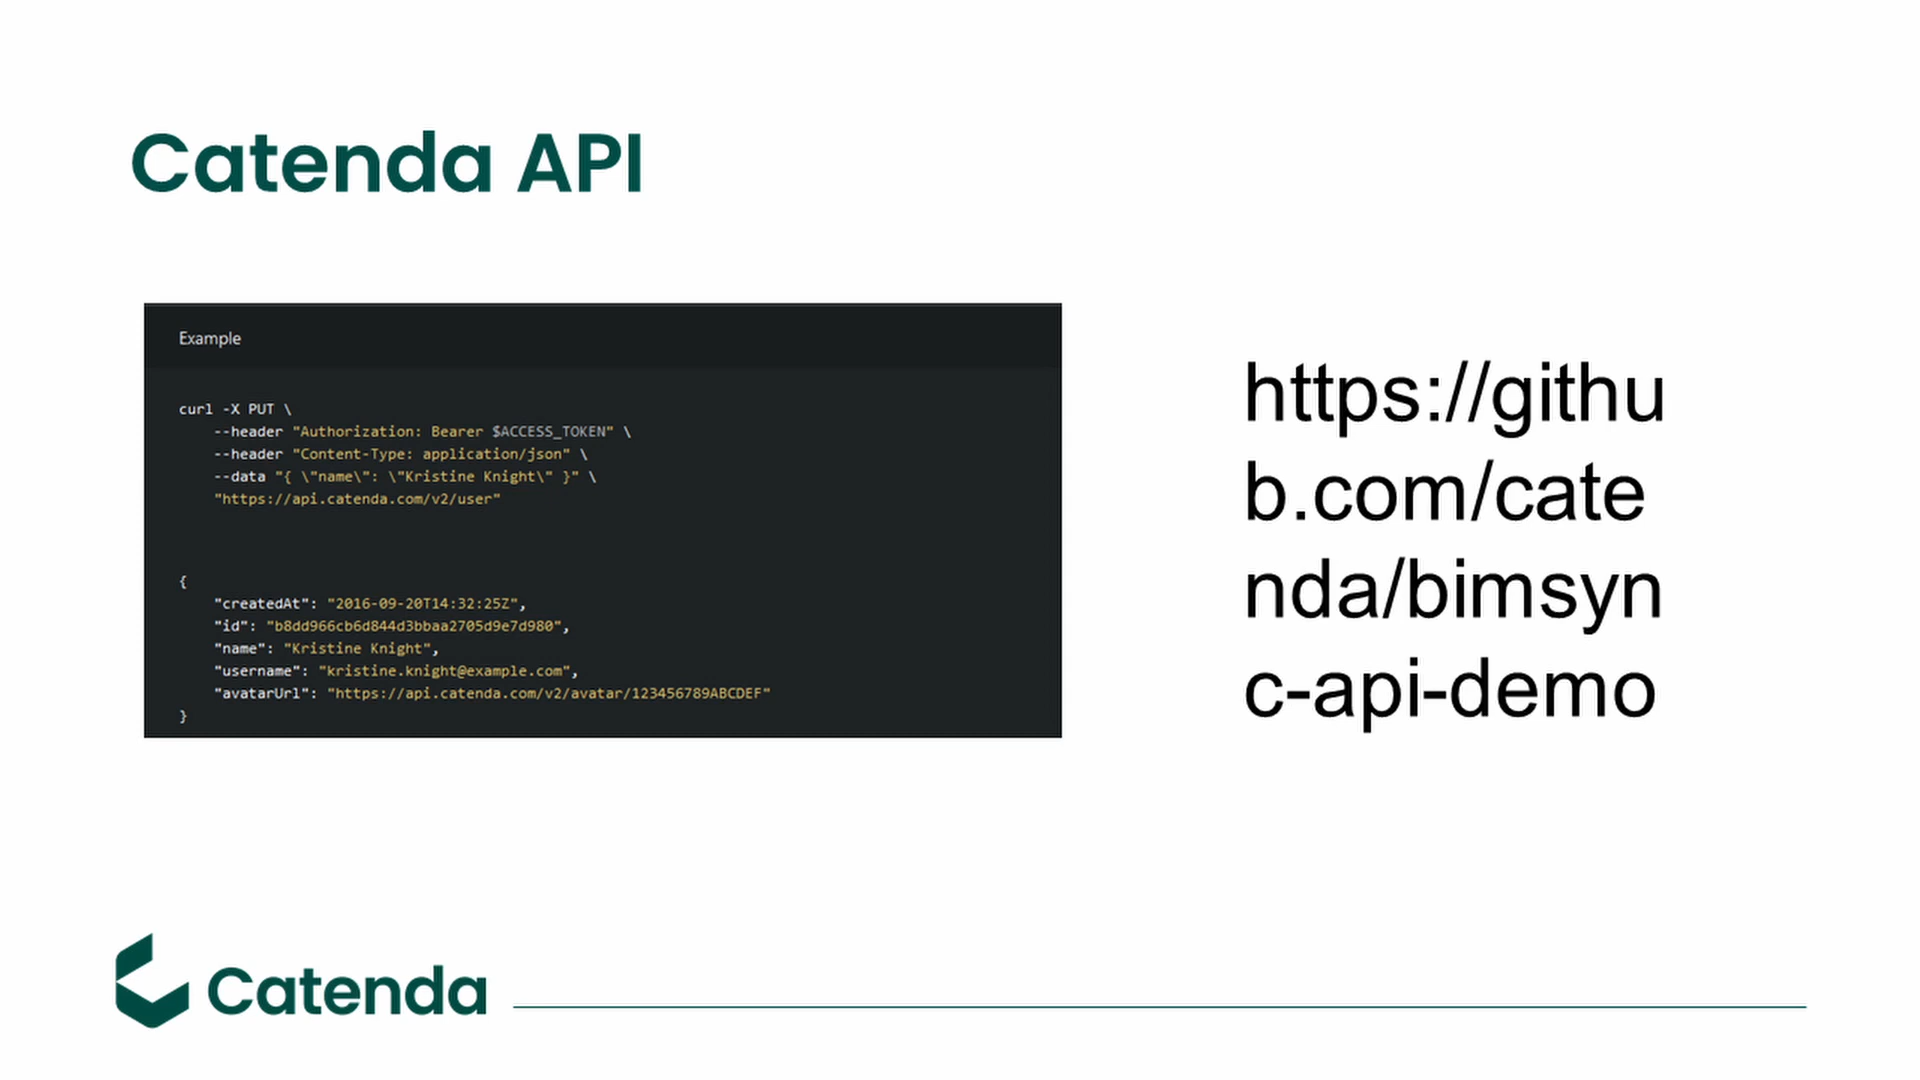 Catenda API
Example
curl -X PUT \
--header "Authorization: Bearer $ACCESS_TOKEN" \
--header "Content-Type: application/json" \
--data "{ \"name\": \"Kristine Knight\" }" \
"https://api.catenda.com/v2/user"
{
"createdAt": "2016-09-20T14:32:25Z",
"id": "b8dd966cb6d844d3bbaa2705d9e7d980",
"name": "Kristine Knight",
"username": "kristine.knight@example.com",
"avatarUrl": "https://api.catenda.com/v2/avatar/123456789ABCDEF"
}
https://githu
b.com/cate
nda/bimsyn
c-api-demo
Catenda